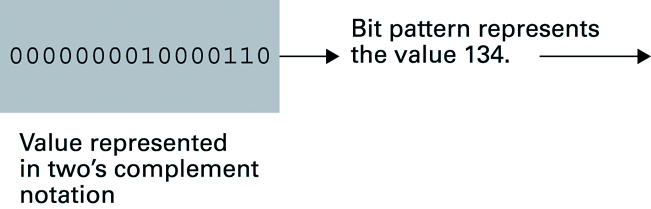 0000000010000110
Bit pattern represents
the value 134.
Value represented
in two's complement
notation